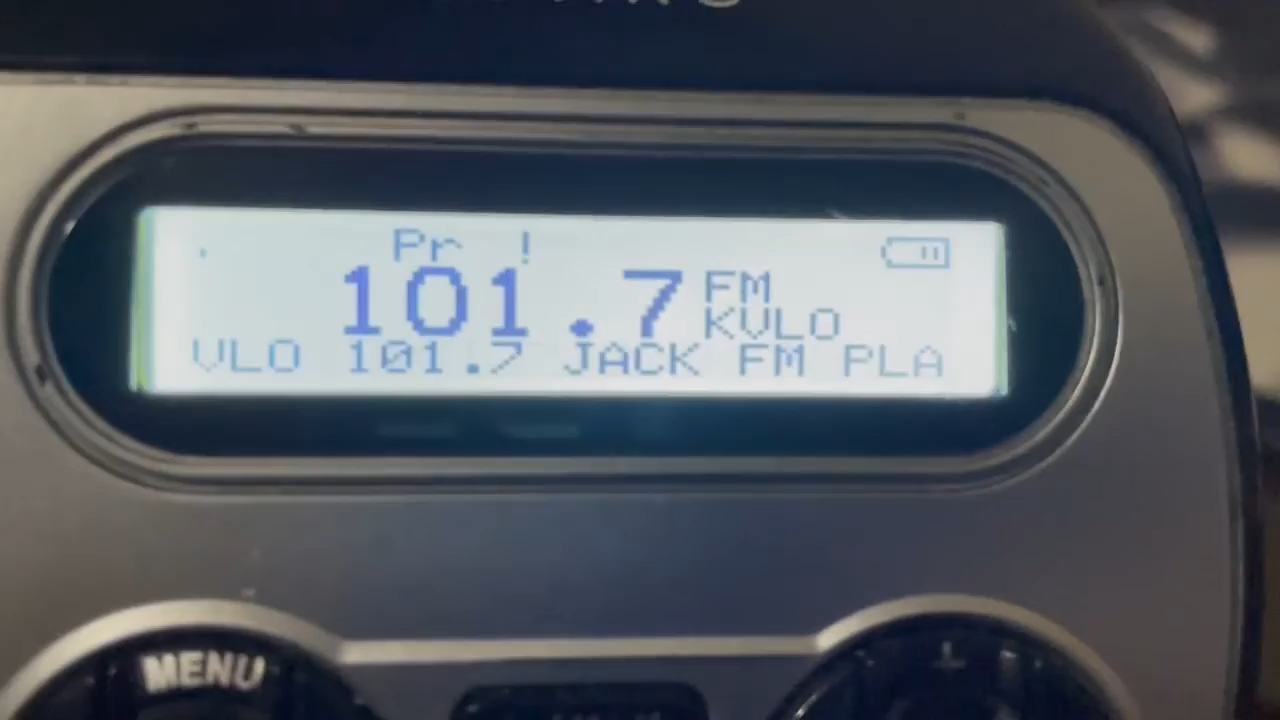 Pr !
101.7 FM
KVLO
VLO 101.7 JACK FM PLA
MENU